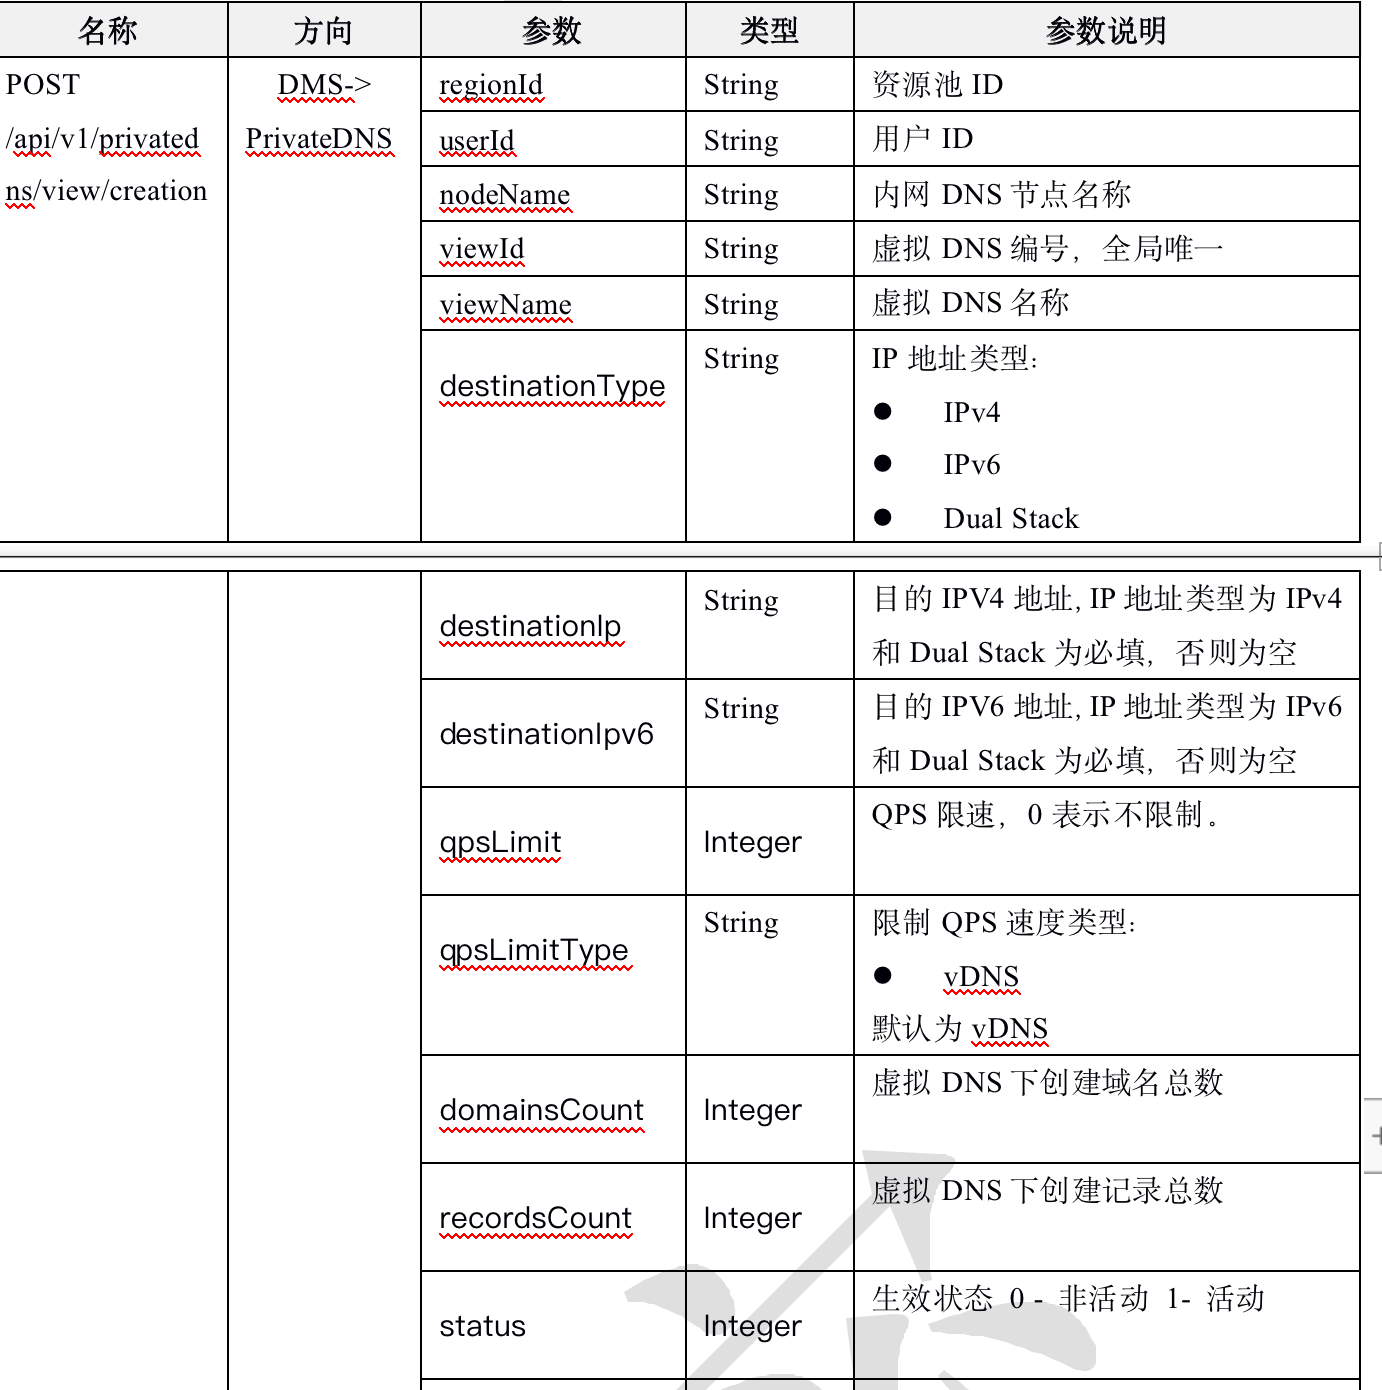 名称 方向 参数 类型 参数说明
POST DMS-> regionId String 资源池 ID
/api/v1/privated PrivateDNS userId String 用户 ID
ns/view/creation nodeName String 内网 DNS 节点名称
viewId String 虚拟 DNS 编号，全局唯一
viewName String 虚拟 DNS 名称
destinationType String IP 地址类型：
● IPv4
● IPv6
● Dual Stack
destinationIp String 目的 IPV4 地址, IP 地址类型为 IPv4
和 Dual Stack 为必填，否则为空
destinationIpv6 String 目的 IPV6 地址, IP 地址类型为 IPv6
和 Dual Stack 为必填，否则为空
qpsLimit Integer QPS 限速，0 表示不限制。
qpsLimitType String 限制 QPS 速度类型：
● vDNS
默认为 vDNS
domainsCount Integer 虚拟 DNS 下创建域名总数
recordsCount Integer 虚拟 DNS 下创建记录总数
status Integer 生效状态 0 - 非活动 1- 活动